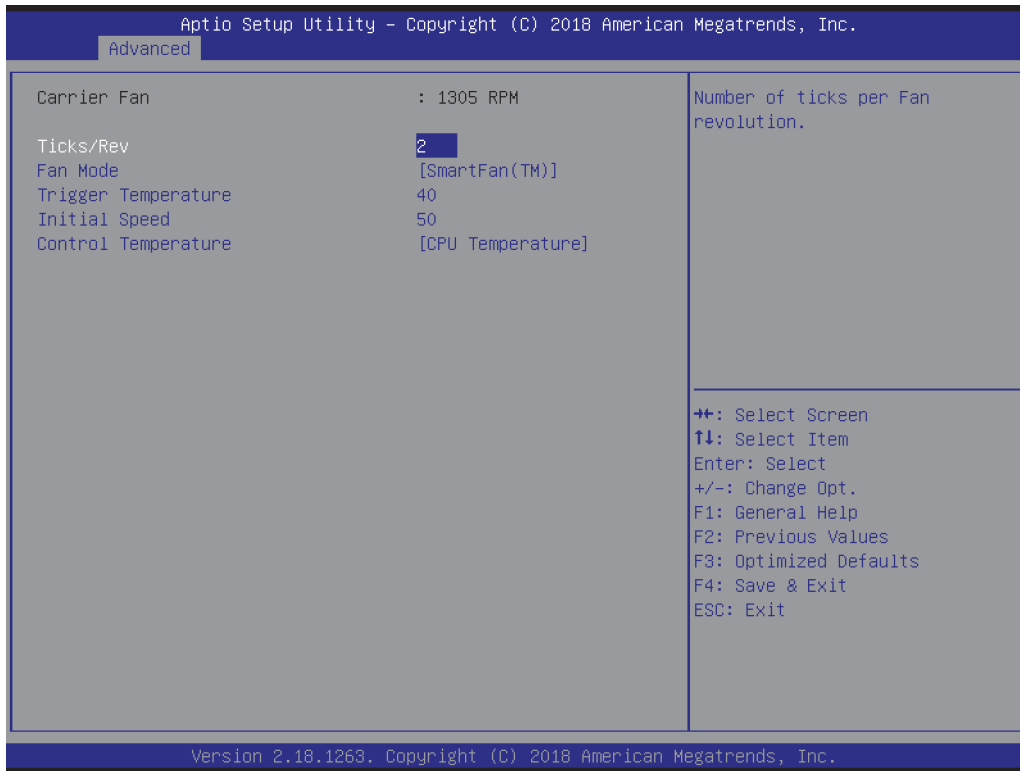 Aptio Setup Utility – Copyright (C) 2018 American Megatrends, Inc.
Advanced
Carrier Fan : 1305 RPM
Ticks/Rev 2
Fan Mode [SmartFan(TM)]
Trigger Temperature 40
Initial Speed 50
Control Temperature [CPU Temperature]
Number of ticks per Fan
revolution.
→←: Select Screen
↑↓: Select Item
Enter: Select
+/-: Change Opt.
F1: General Help
F2: Previous Values
F3: Optimized Defaults
F4: Save & Exit
ESC: Exit
Version 2.18.1263. Copyright (C) 2018 American Megatrends, Inc.